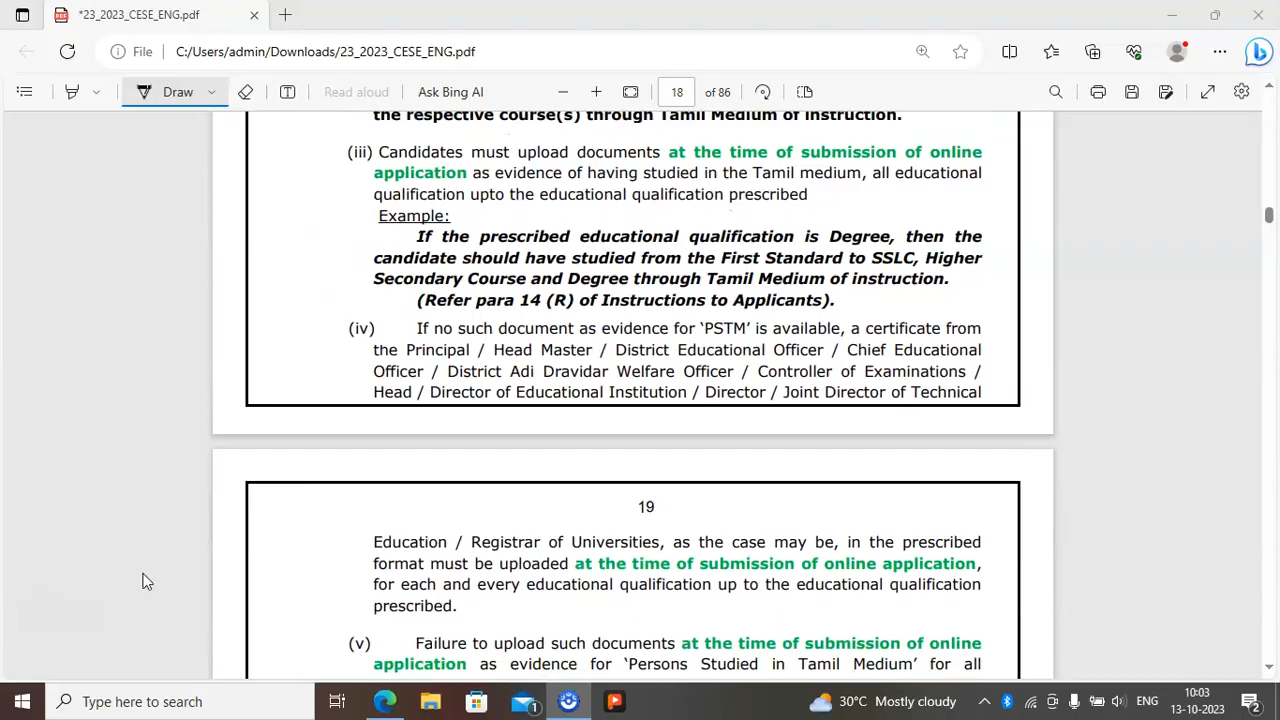 *23_2023_CESE_ENG.pdf
File C:/Users/admin/Downloads/23_2023_CESE_ENG.pdf
Draw Read aloud Ask Bing AI 18 of 86
the respective course(s) through Tamil Medium of instruction.
(iii) Candidates must upload documents at the time of submission of online
application as evidence of having studied in the Tamil medium, all educational
qualification upto the educational qualification prescribed
Example:
If the prescribed educational qualification is Degree, then the
candidate should have studied from the First Standard to SSLC, Higher
Secondary Course and Degree through Tamil Medium of instruction.
(Refer para 14 (R) of Instructions to Applicants).
(iv) If no such document as evidence for ‘PSTM’ is available, a certificate from
the Principal / Head Master / District Educational Officer / Chief Educational
Officer / District Adi Dravidar Welfare Officer / Controller of Examinations /
Head / Director of Educational Institution / Director / Joint Director of Technical
19
Education / Registrar of Universities, as the case may be, in the prescribed
format must be uploaded at the time of submission of online application,
for each and every educational qualification up to the educational qualification
prescribed.
(v) Failure to upload such documents at the time of submission of online
application as evidence for ‘Persons Studied in Tamil Medium’ for all
Type here to search 1 30°C Mostly cloudy ENG 10:03
13-10-2023 2